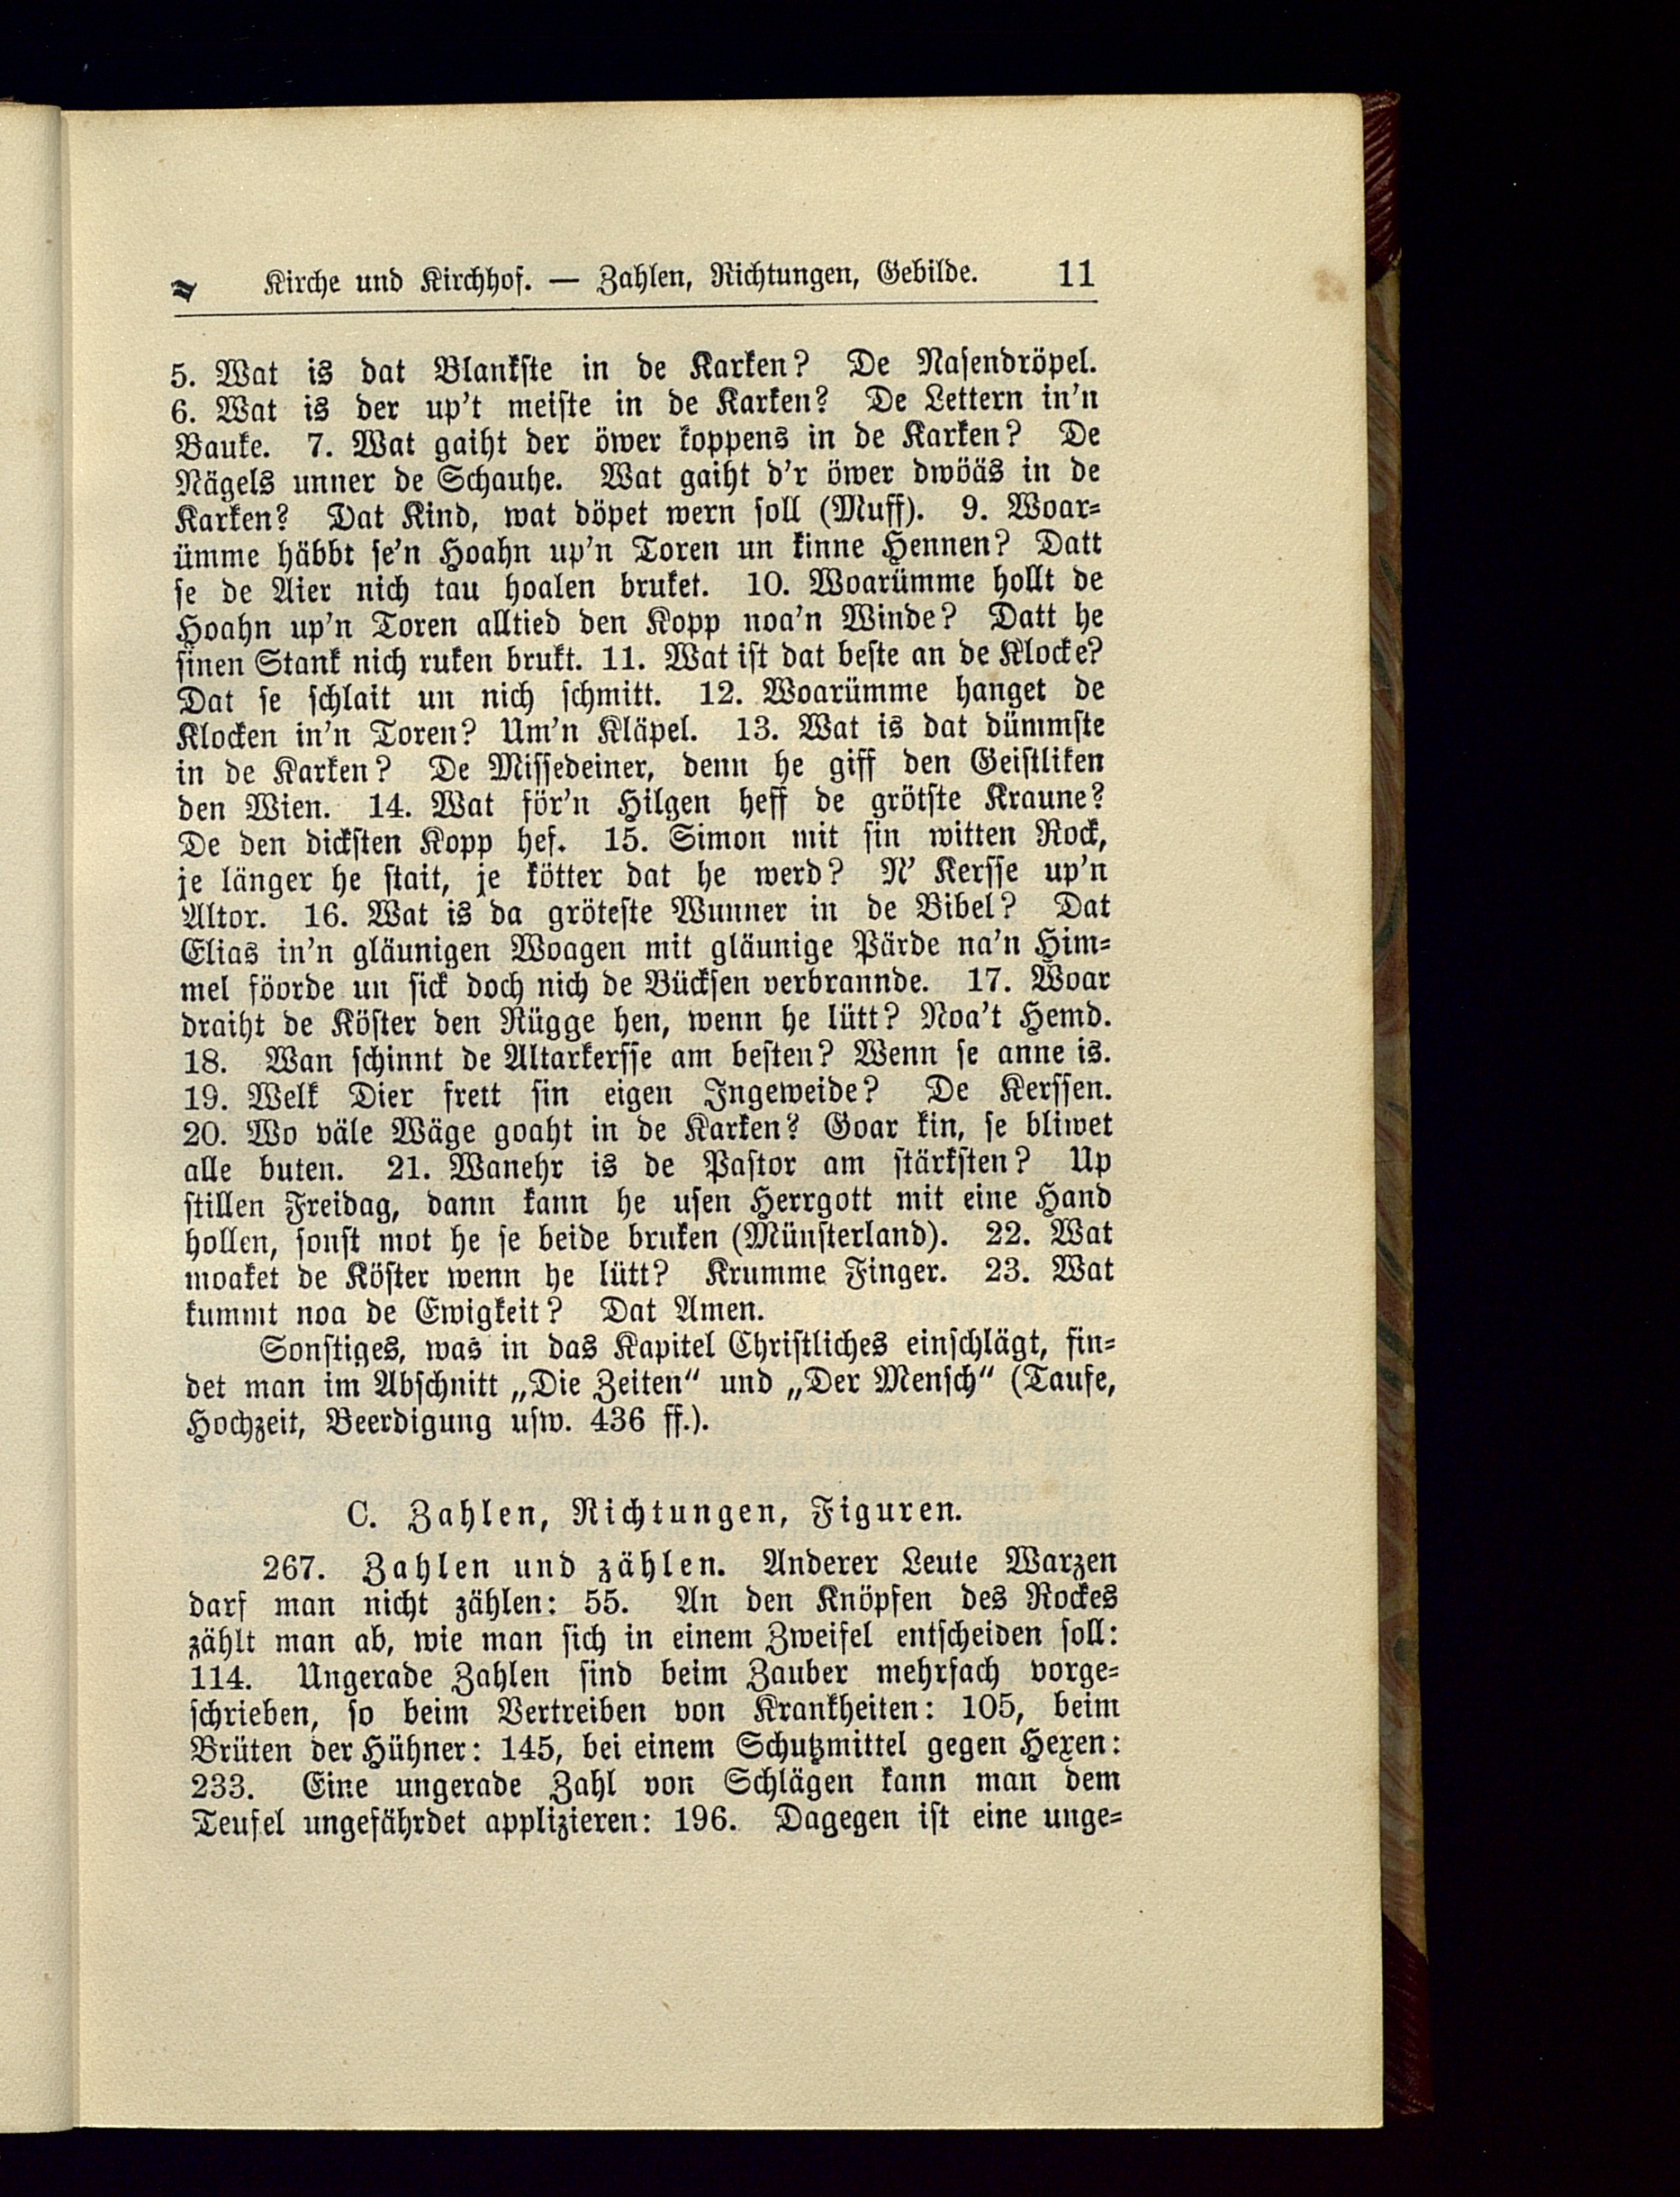 Kirche und Kirchhof. — Zahlen, Richtungen, Gebilde. 11
5. Wat is dat Blankste in de Karken? De Nasendröpel.
6. Wat is der up't meiste in de Karken? De Lettern in'n
Bauke. 7. Wat gaiht der öwer koppens in de Karken? De
Nägels unner de Schauhe. Wat gaiht d'r öwer dwöäs in de
Karken? Dat Kind, wat döpet wern soll (Muff). 9. Woar-
ümme häbbt se'n Hoahn up'n Toren un kinne Hennen? Datt
se de Aier nich tau hoalen bruket. 10. Woarümme hollt de
Hoahn up'n Toren alltied den Kopp noa'n Winde? Datt he
sinen Stank nich ruken brukt. 11. Wat ist dat beste an de Klocke?
Dat se schlait un nich schmitt. 12. Woarümme hanget de
Klocken in'n Toren? Um'n Kläpel. 13. Wat is dat dümmste
in de Karken? De Missedeiner, denn he giff den Geistliken
den Wien. 14. Wat för'n Hilgen heff de grötste Kraune?
De den dicksten Kopp hef. 15. Simon mit sin witten Rock,
je länger he stait, je kötter dat he werd? N' Kersse up'n
Altor. 16. Wat is da gröteste Wunner in de Bibel? Dat
Elias in'n gläunigen Woagen mit gläunige Pärde na'n Him-
mel föorde un sick doch nich de Bücksen verbrannde. 17. Woar
draiht de Köster den Rügge hen, wenn he lütt? Noa't Hemd.
18. Wan schinnt de Altarkersse am besten? Wenn se anne is.
19. Welk Dier frett sin eigen Ingeweide? De Kerssen.
20. Wo väle Wäge goaht in de Karken? Goar kin, se bliwet
alle buten. 21. Wanehr is de Pastor am stärksten? Up
stillen Freidag, dann kann he usen Herrgott mit eine Hand
hollen, sonst mot he se beide bruken (Münsterland). 22. Wat
moaket de Köster wenn he lütt? Krumme Finger. 23. Wat
kummt noa de Ewigkeit? Dat Amen.
Sonstiges, was in das Kapitel Christliches einschlägt, fin-
det man im Abschnitt „Die Zeiten“ und „Der Mensch“ (Taufe,
Hochzeit, Beerdigung usw. 436 ff.).
C. Zahlen, Richtungen, Figuren.
267. Zahlen und zählen. Anderer Leute Warzen
darf man nicht zählen: 55. An den Knöpfen des Rockes
zählt man ab, wie man sich in einem Zweifel entscheiden soll:
114. Ungerade Zahlen sind beim Zauber mehrfach vorge-
schrieben, so beim Vertreiben von Krankheiten: 105, beim
Brüten der Hühner: 145, bei einem Schutzmittel gegen Hexen:
233. Eine ungerade Zahl von Schlägen kann man dem
Teufel ungefährdet applizieren: 196. Dagegen ist eine unge-